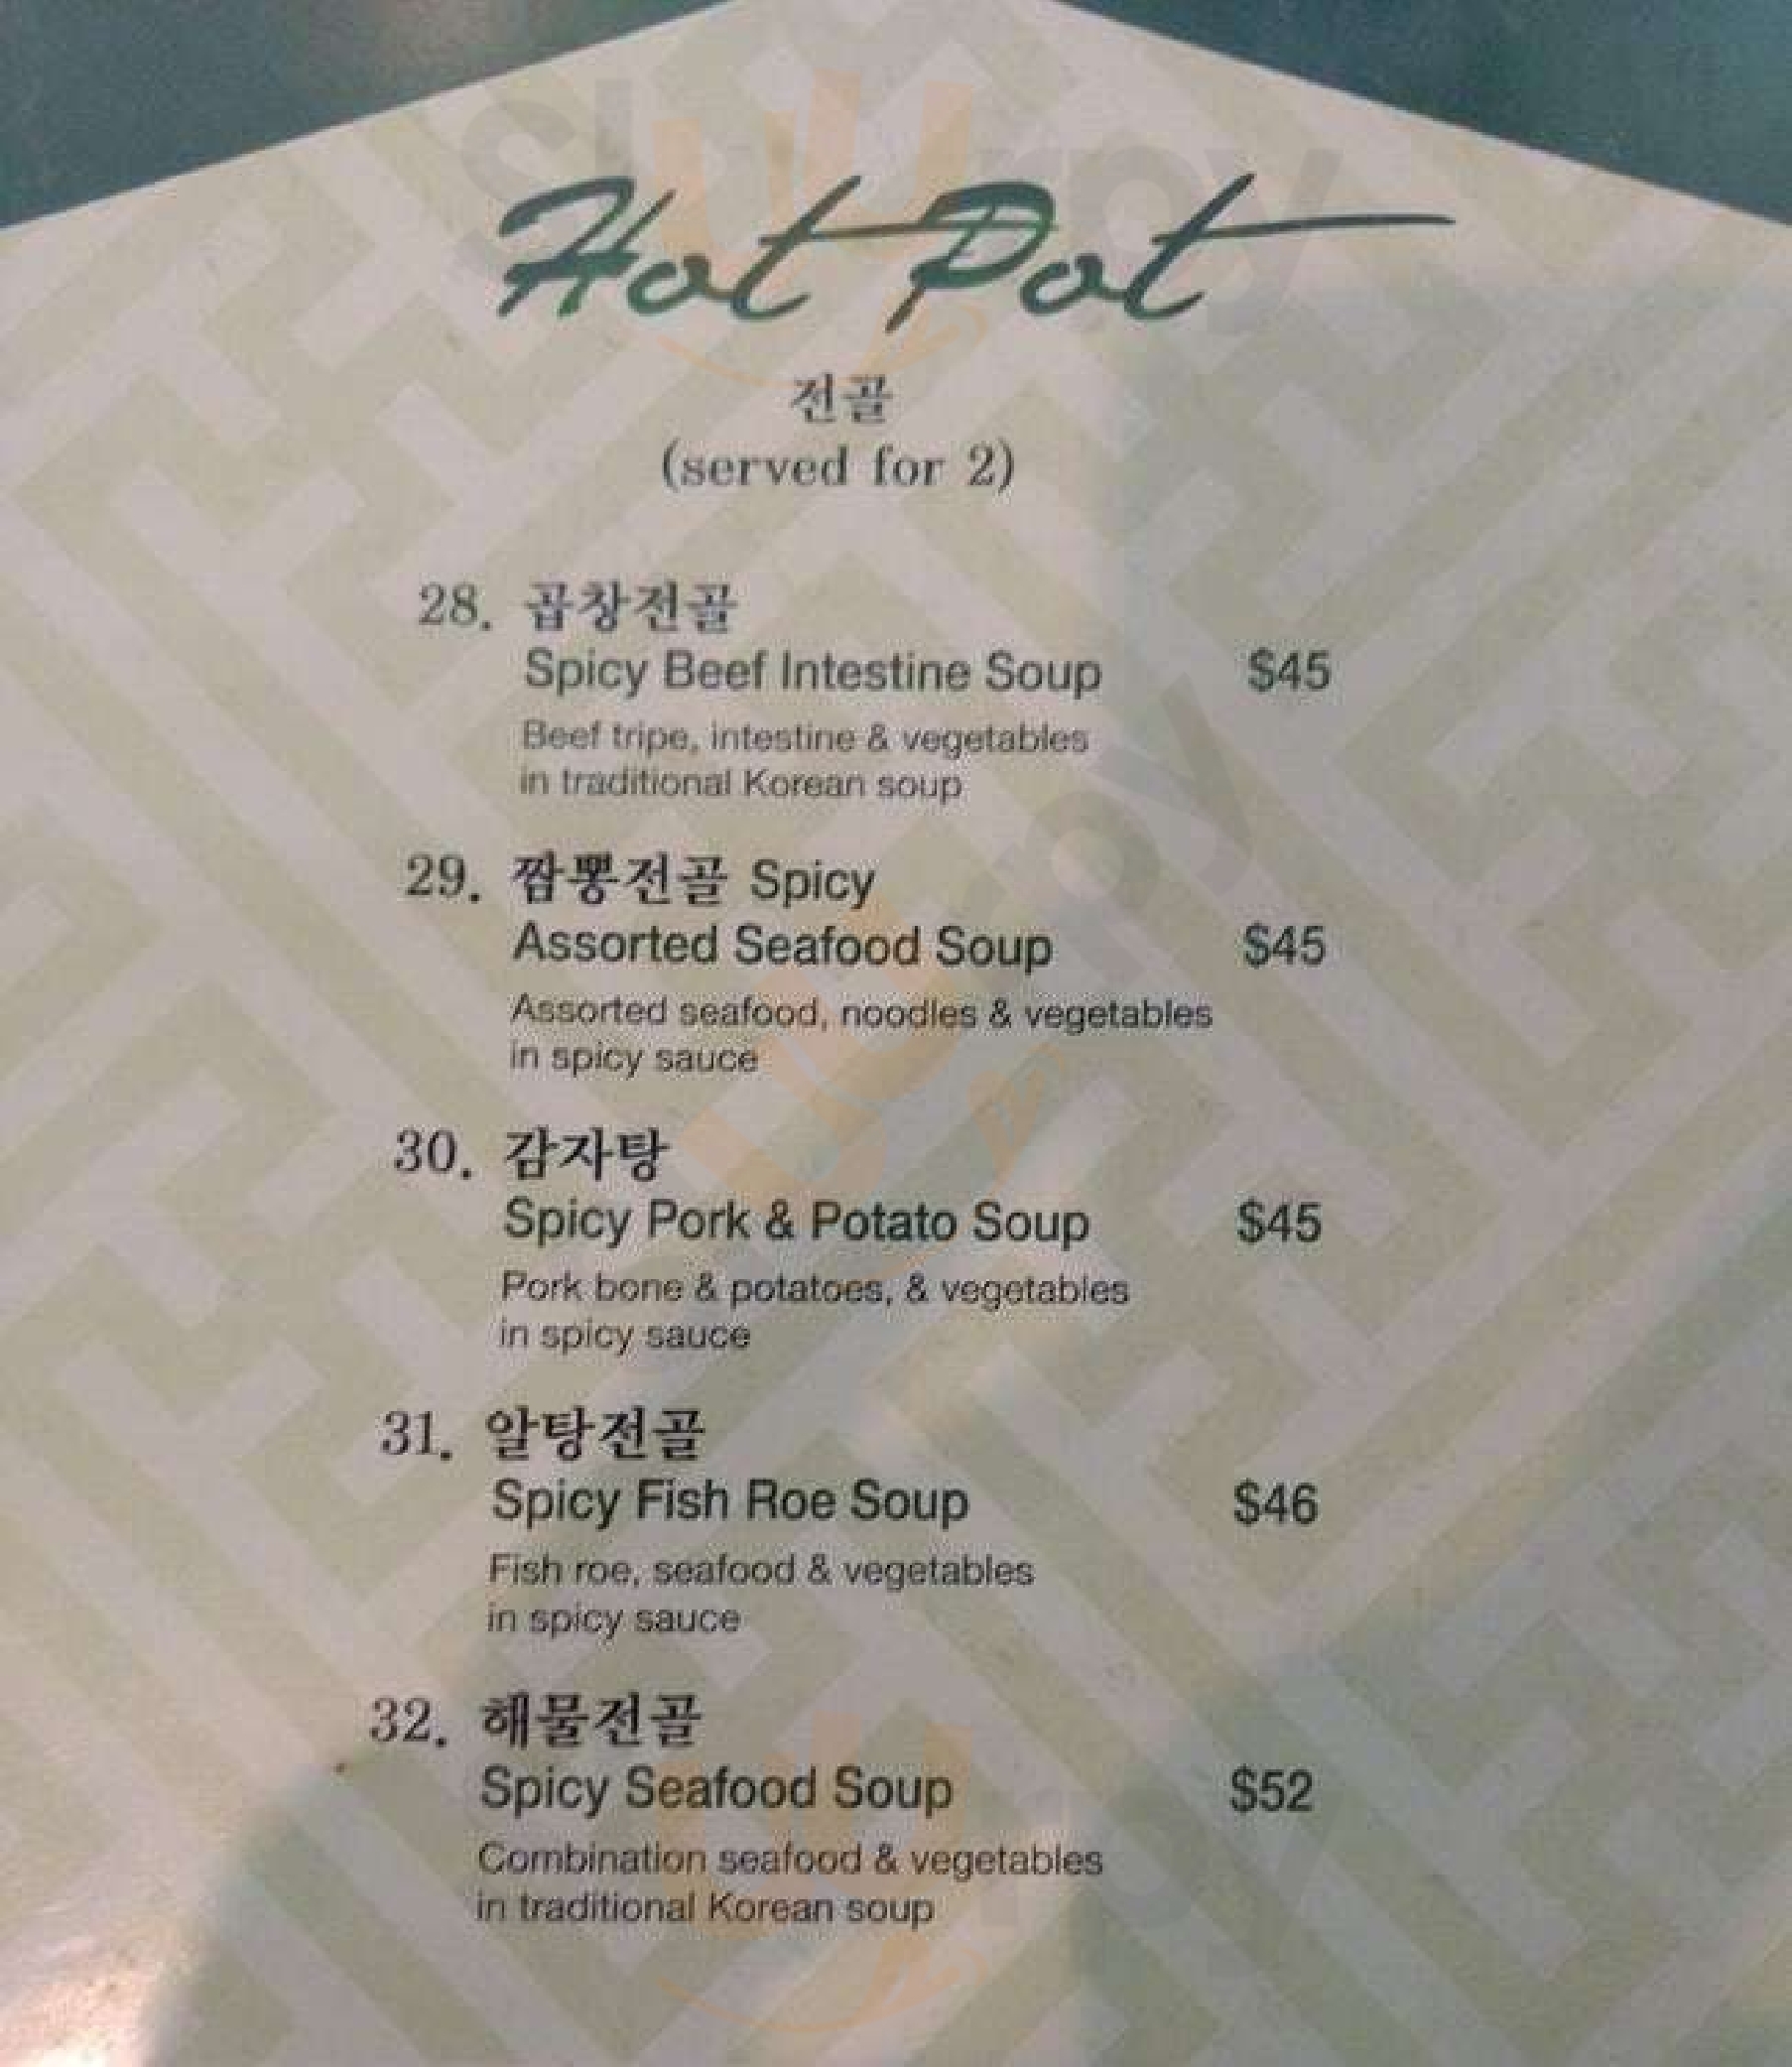 Hot Pot
전골
(served for 2)
28. 곱창전골
Spicy Beef Intestine Soup $45
Beef tripe, intestine & vegetables
in traditional Korean soup
29. 짬뽕전골 Spicy
Assorted Seafood Soup $45
Assorted seafood, noodles & vegetables
in spicy sauce
30. 감자탕
Spicy Pork & Potato Soup $45
Pork bone & potatoes, & vegetables
in spicy sauce
31. 알탕전골
Spicy Fish Roe Soup $46
Fish roe, seafood & vegetables
in spicy sauce
32. 해물전골
Spicy Seafood Soup $52
Combination seafood & vegetables
in traditional Korean soup